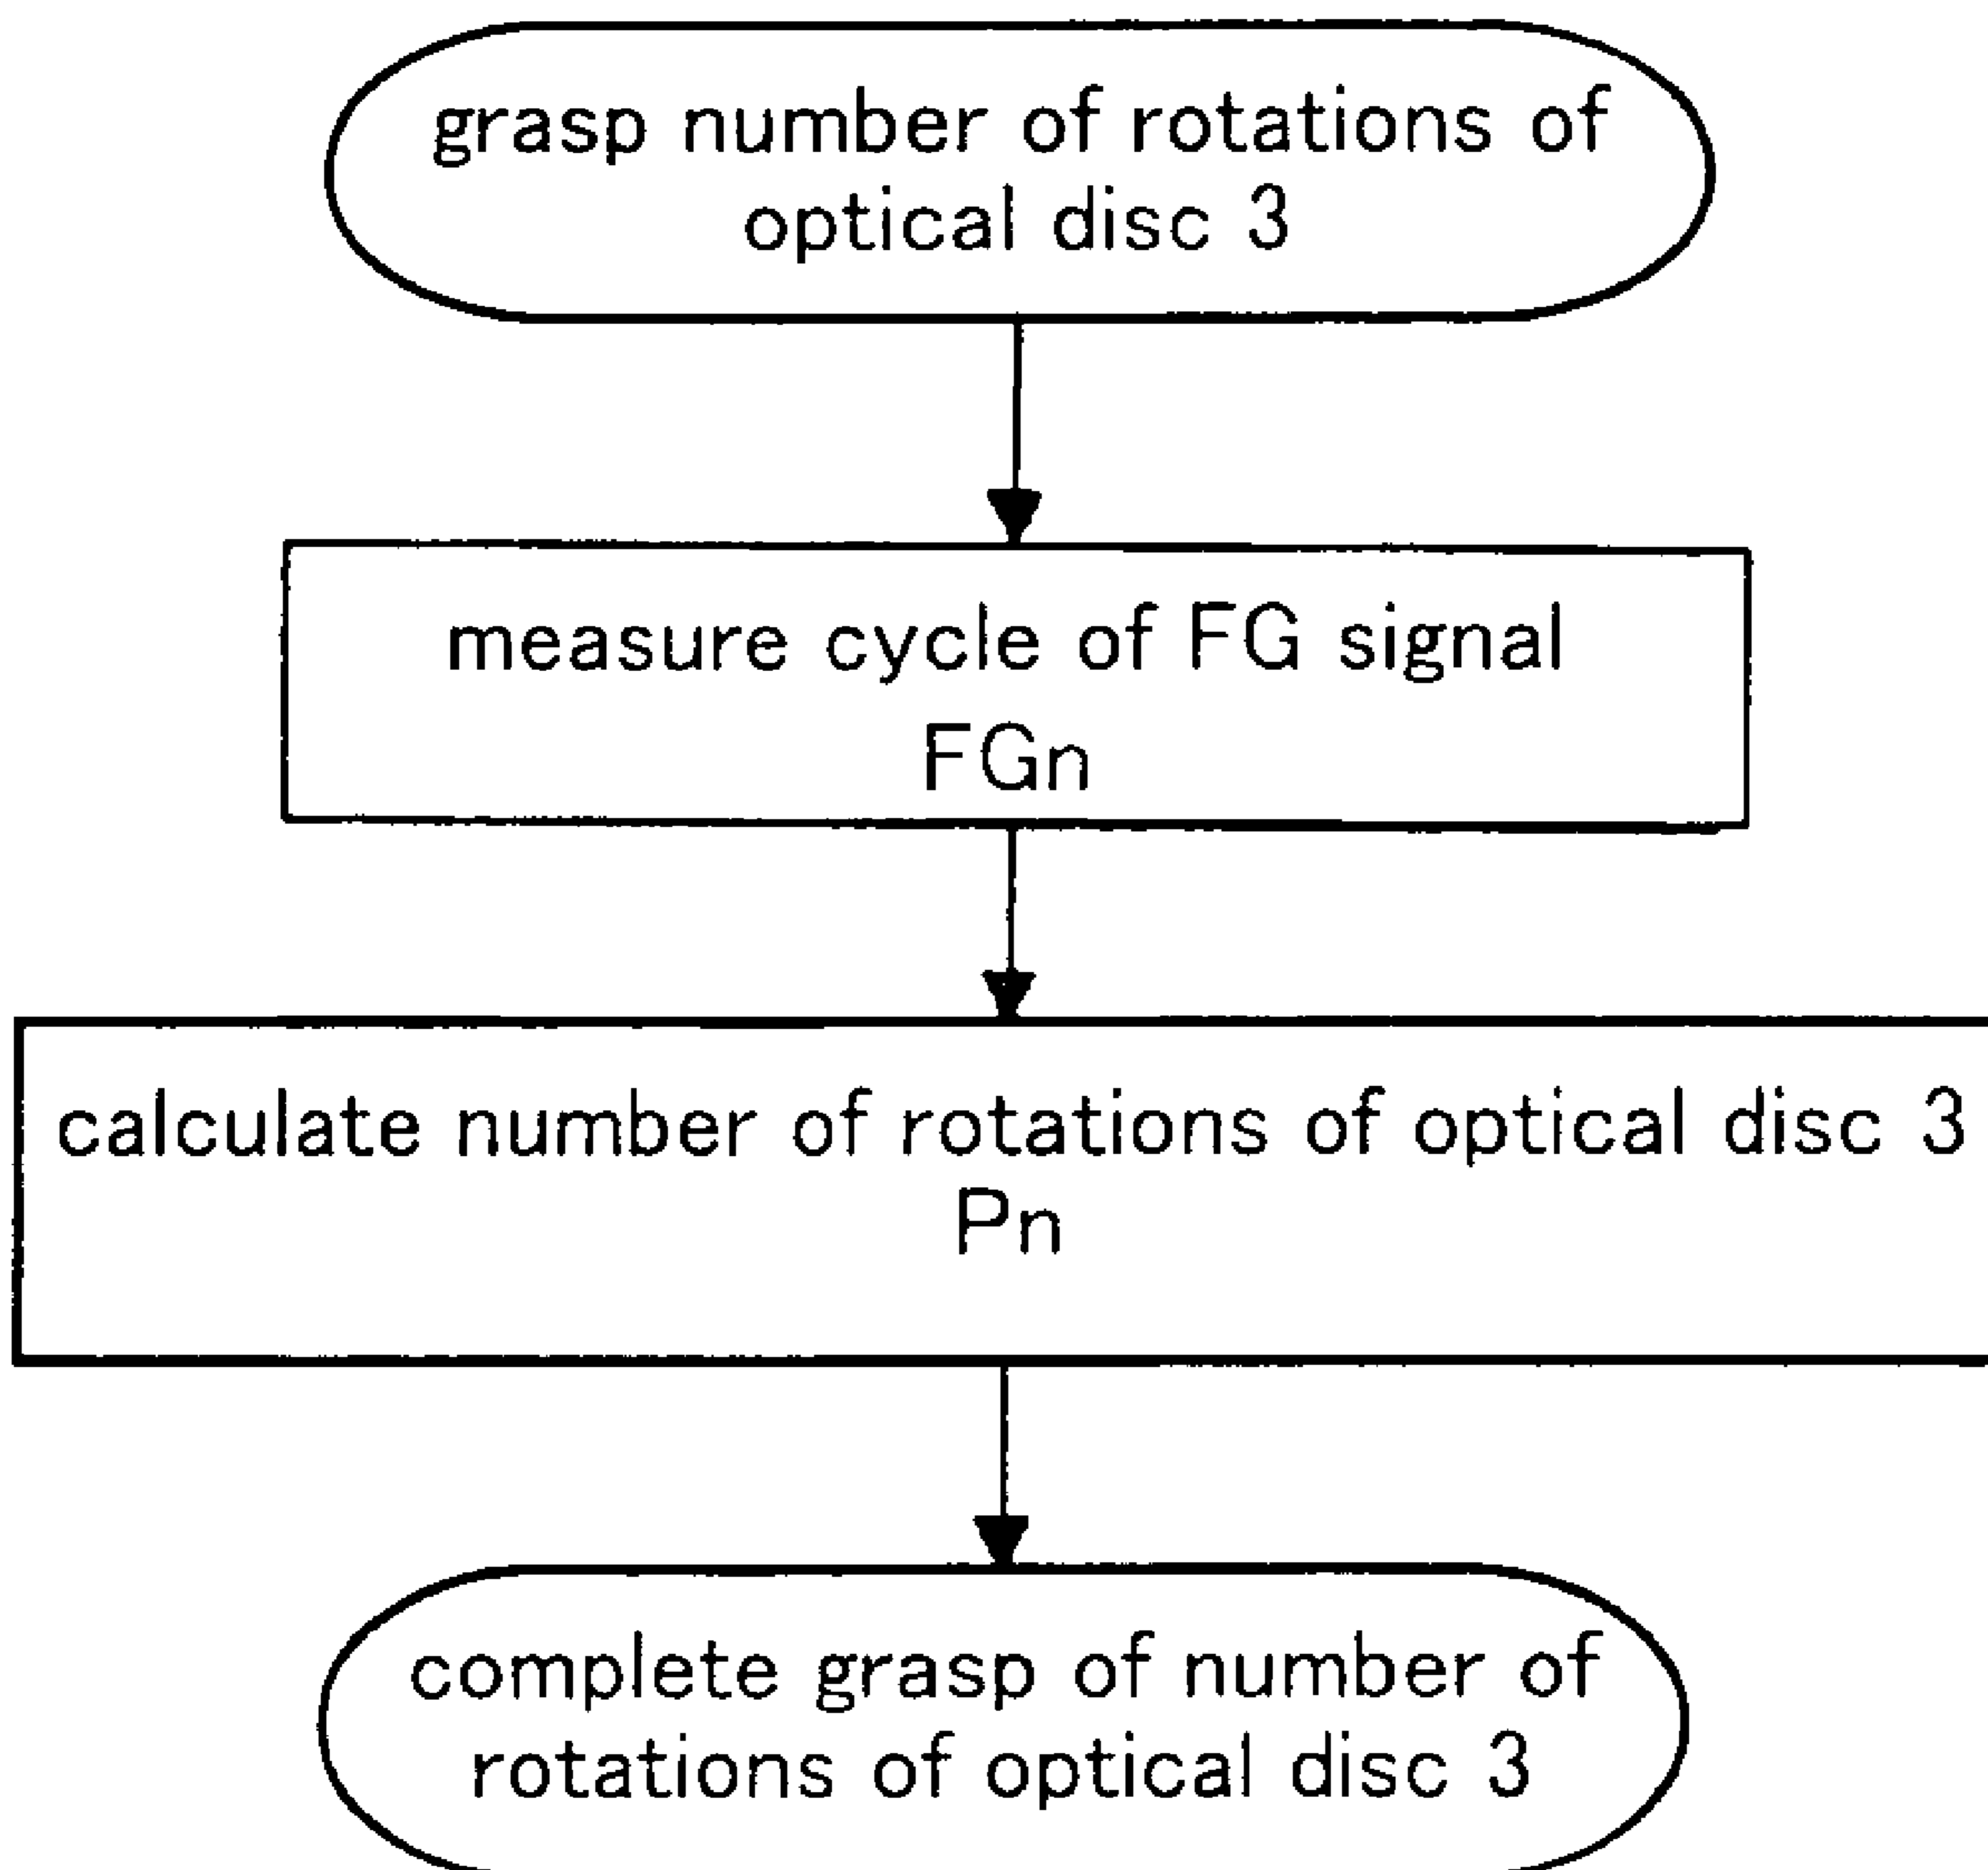 grasp number of rotations of
optical disc 3
measure cycle of FG signal
FGn
calculate number of rotations of optical disc 3
Pn
complete grasp of number of
rotations of optical disc 3